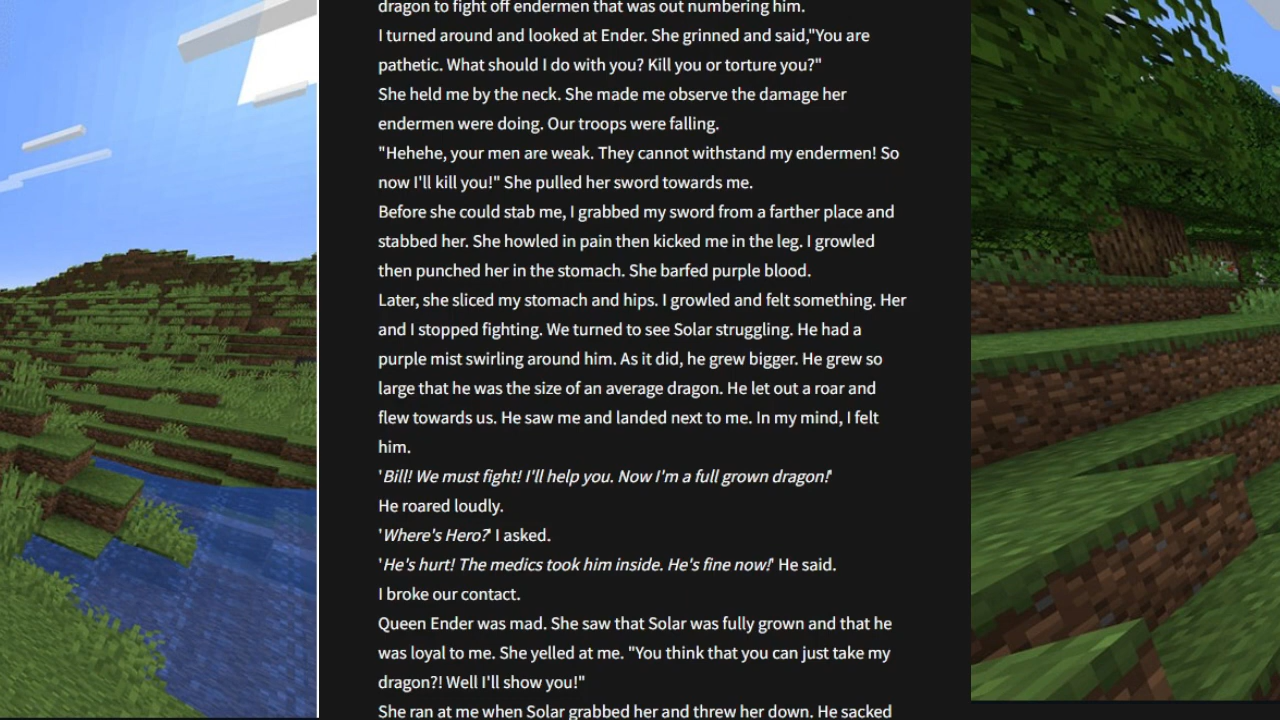 dragon to fight off endermen that was out numbering him.
I turned around and looked at Ender. She grinned and said,"You are
pathetic. What should I do with you? Kill you or torture you?"
She held me by the neck. She made me observe the damage her
endermen were doing. Our troops were falling.
"Hehehe, your men are weak. They cannot withstand my endermen! So
now I'll kill you!" She pulled her sword towards me.
Before she could stab me, I grabbed my sword from a farther place and
stabbed her. She howled in pain then kicked me in the leg. I growled
then punched her in the stomach. She barfed purple blood.
Later, she sliced my stomach and hips. I growled and felt something. Her
and I stopped fighting. We turned to see Solar struggling. He had a
purple mist swirling around him. As it did, he grew bigger. He grew so
large that he was the size of an average dragon. He let out a roar and
flew towards us. He saw me and landed next to me. In my mind, I felt
him.
'Bill! We must fight! I'll help you. Now I'm a full grown dragon!'
He roared loudly.
'Where's Hero?' I asked.
'He's hurt! The medics took him inside. He's fine now!' He said.
I broke our contact.
Queen Ender was mad. She saw that Solar was fully grown and that he
was loyal to me. She yelled at me. "You think that you can just take my
dragon?! Well I'll show you!"
She ran at me when Solar grabbed her and threw her down. He sacked